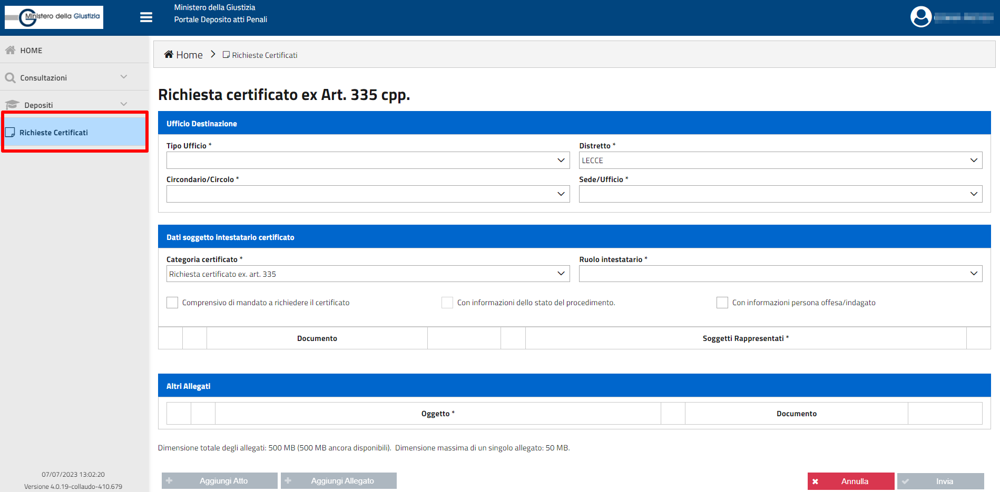 Ministero della Giustizia
Ministero della Giustizia
Portale Deposito atti Penali
HOME
Consultazioni
Depositi
Richieste Certificati
07/07/2023 13:02:20
Versione 4.0.19-collaudo-410.679
Home > Richieste Certificati
Richiesta certificato ex Art. 335 cpp.
Ufficio Destinazione
Tipo Ufficio *
Distretto *
LECCE
Circondario/Circolo *
Sede/Ufficio *
Dati soggetto intestatario certificato
Categoria certificato *
Ruolo intestatario *
Richiesta certificato ex. art. 335
Comprensivo di mandato a richiedere il certificato
Con informazioni dello stato del procedimento.
Con informazioni persona offesa/indagato
Documento
Soggetti Rappresentati *
Altri Allegati
Oggetto *
Documento
Dimensione totale degli allegati: 500 MB (500 MB ancora disponibili). Dimensione massima di un singolo allegato: 50 MB.
Aggiungi Atto
Aggiungi Allegato
Annulla
Invia